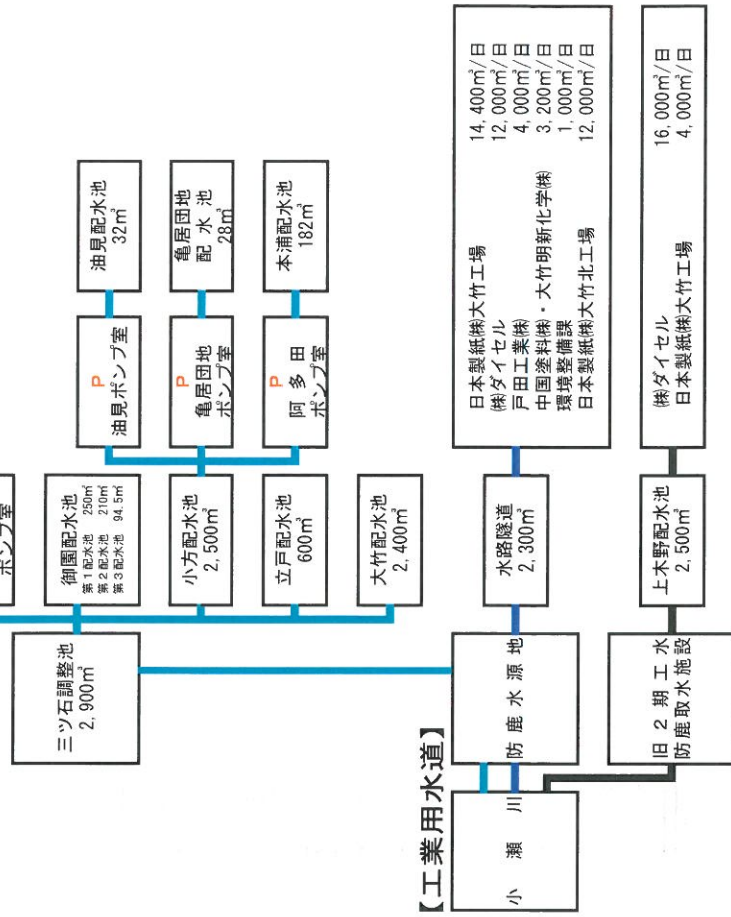 ポンプ室
三ツ石調整池
2,900㎥
御園配水池
第1配水池 250㎥
第2配水池 210㎥
第3配水池 94.5㎥
小方配水池
2,500㎥
立戸配水池
600㎥
大竹配水池
2,400㎥
P
油見ポンプ室
油見配水池
32㎥
P
亀居団地
ポンプ室
亀居団地
配水池
28㎥
P
阿多田
ポンプ室
本浦配水池
182㎥
【工業用水道】
小瀬川
防鹿水源地
水路隧道
2,300㎥
日本製紙㈱大竹工場 14,400㎥/日
㈱ダイセル 12,000㎥/日
戸田工業㈱ 4,000㎥/日
中国塗料㈱・大竹明新化学㈱ 3,200㎥/日
環境整備課 1,000㎥/日
日本製紙㈱大竹北工場 12,000㎥/日
旧2期工水
防鹿取水施設
上木野配水池
2,500㎥
㈱ダイセル 16,000㎥/日
日本製紙㈱大竹工場 4,000㎥/日